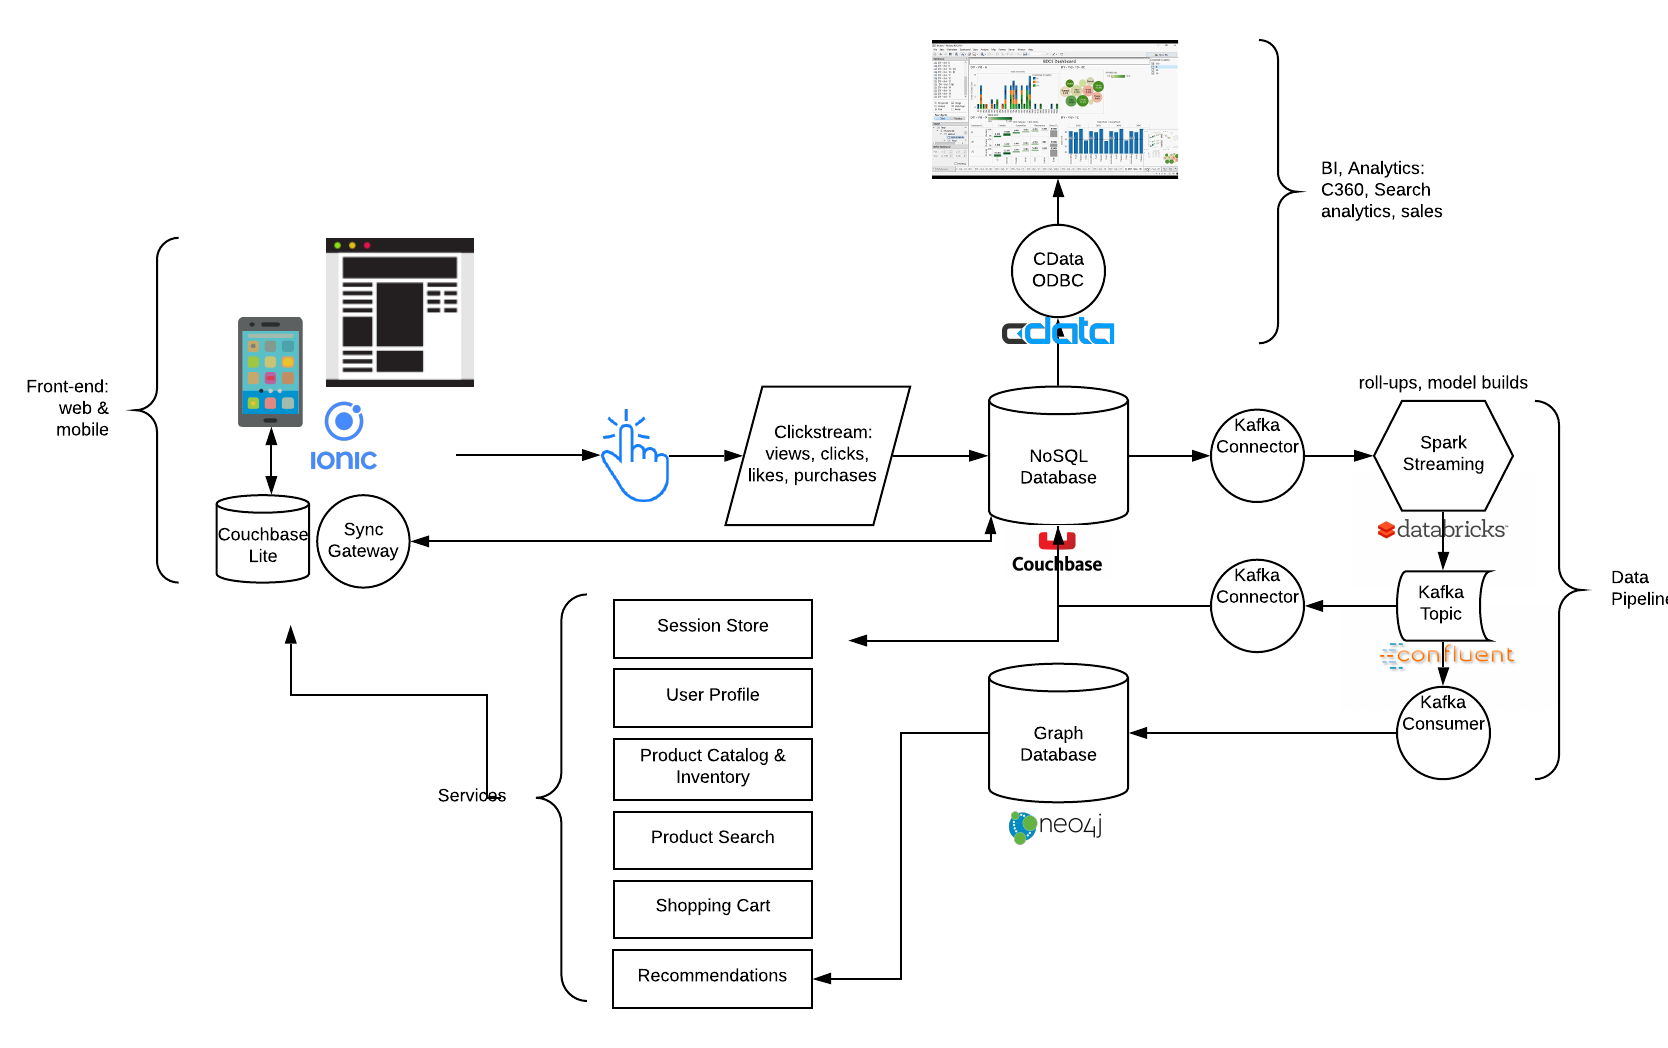 BDCS Dashboard
BI, Analytics:
C360, Search
analytics, sales
CData
ODBC
cdata
Front-end:
web &
mobile
IONIC
Clickstream:
views, clicks,
likes, purchases
NoSQL
Database
Kafka
Connector
roll-ups, model builds
Spark
Streaming
databricks
Couchbase
Lite
Sync
Gateway
Couchbase
Kafka
Connector
Kafka
Topic
confluent
Data
Pipeline
Kafka
Consumer
Graph
Database
neo4j
Services
Session Store
User Profile
Product Catalog &
Inventory
Product Search
Shopping Cart
Recommendations